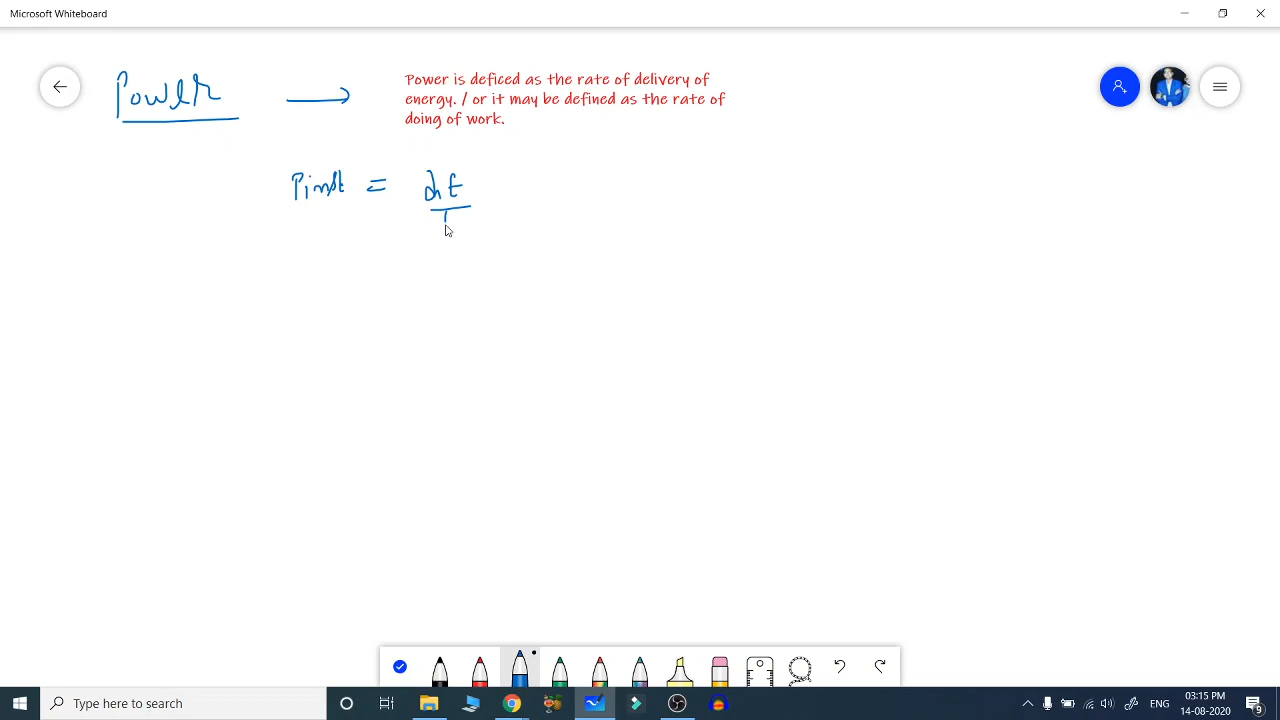 Microsoft Whiteboard
Power
Power is deficed as the rate of delivery of
energy. / or it may be defined as the rate of
doing of work.
Pinst =
Type here to search
ENG
03:15 PM
14-08-2020
9